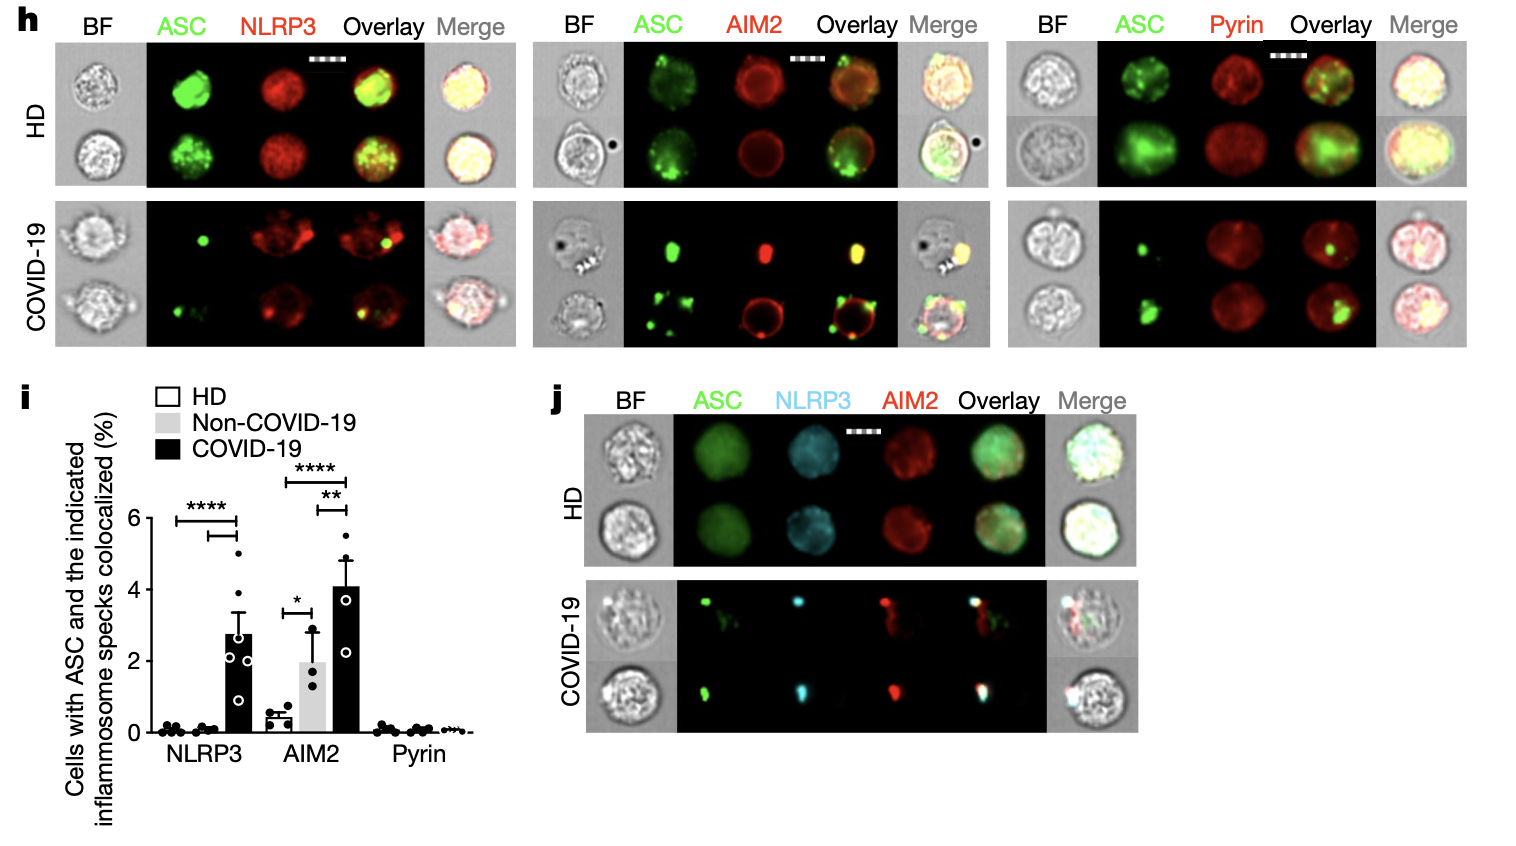 h
BF ASC NLRP3 Overlay Merge
BF ASC AIM2 Overlay Merge
BF ASC Pyrin Overlay Merge
HD
COVID-19
i
HD
Non-COVID-19
COVID-19
Cells with ASC and the indicated
inflammosome specks colocalized (%)
****
**
****
*
6
4
2
0
NLRP3 AIM2 Pyrin
j
BF ASC NLRP3 AIM2 Overlay Merge
HD
COVID-19